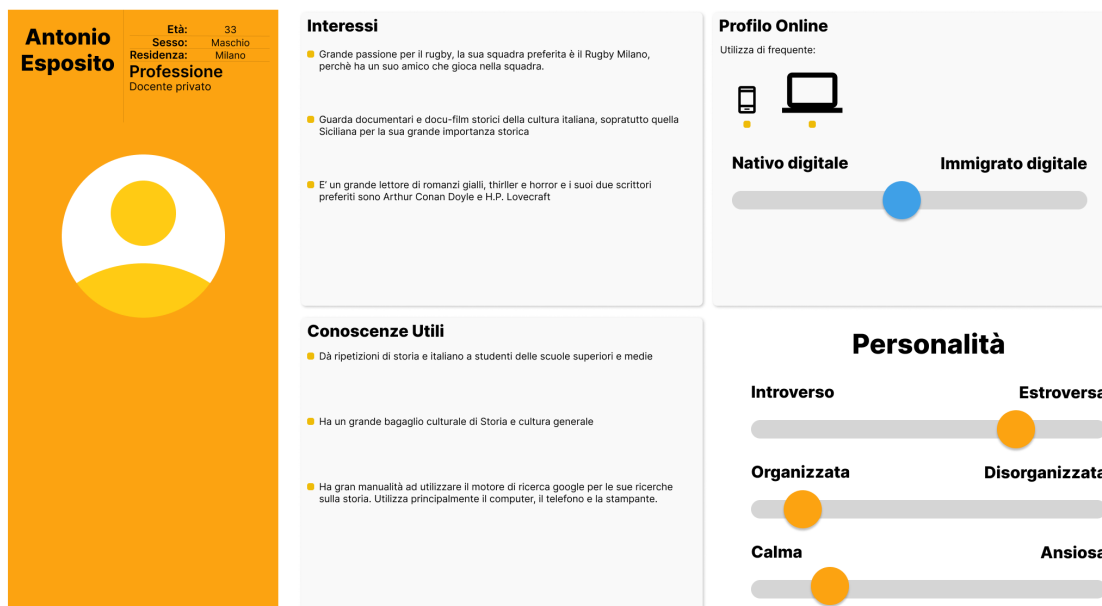 Antonio
Esposito
Età: 33
Sesso: Maschio
Residenza: Milano
Professione
Docente privato
Interessi
Grande passione per il rugby, la sua squadra preferita è il Rugby Milano,
perchè ha un suo amico che gioca nella squadra.
Guarda documentari e docu-film storici della cultura italiana, sopratutto quella
Siciliana per la sua grande importanza storica
E' un grande lettore di romanzi gialli, thirller e horror e i suoi due scrittori
preferiti sono Arthur Conan Doyle e H.P. Lovecraft
Profilo Online
Utilizza di frequente:
Nativo digitale
Immigrato digitale
Conoscenze Utili
Dà ripetizioni di storia e italiano a studenti delle scuole superiori e medie
Ha un grande bagaglio culturale di Storia e cultura generale
Ha gran manualità ad utilizzare il motore di ricerca google per le sue ricerche
sulla storia. Utilizza principalmente il computer, il telefono e la stampante.
Personalità
Introverso
Estroversa
Organizzata
Disorganizzata
Calma
Ansiosa